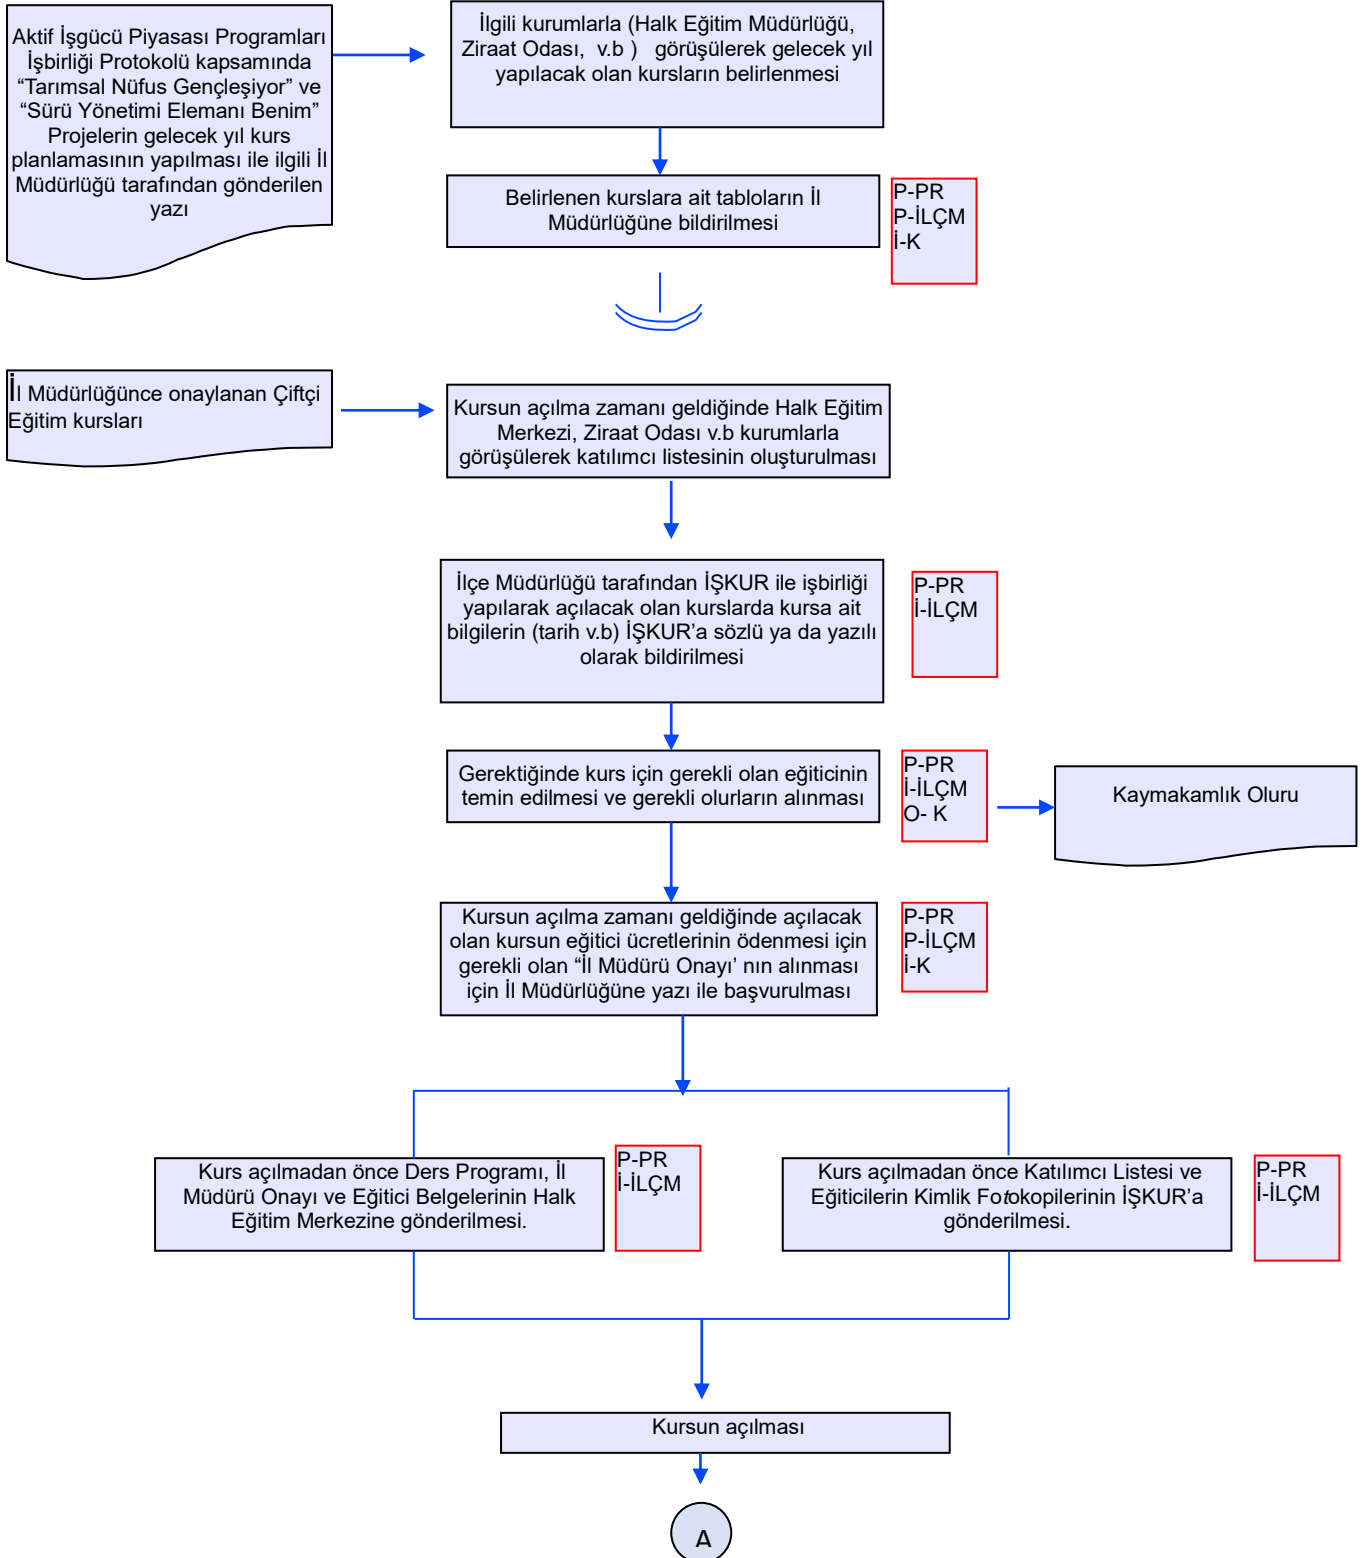 Aktif İşgücü Piyasası Programları
İşbirliği Protokolü kapsamında
“Tarımsal Nüfus Gençleşiyor” ve
“Sürü Yönetimi Elemanı Benim”
Projelerin gelecek yıl kurs
planlamasının yapılması ile ilgili İl
Müdürlüğü tarafından gönderilen
yazı
İlgili kurumlarla (Halk Eğitim Müdürlüğü,
Ziraat Odası, v.b ) görüşülerek gelecek yıl
yapılacak olan kursların belirlenmesi
Belirlenen kurslara ait tabloların İl
Müdürlüğüne bildirilmesi
P-PR
P-İLÇM
İ-K
İl Müdürlüğünce onaylanan Çiftçi
Eğitim kursları
Kursun açılma zamanı geldiğinde Halk Eğitim
Merkezi, Ziraat Odası v.b kurumlarla
görüşülerek katılımcı listesinin oluşturulması
İlçe Müdürlüğü tarafından İŞKUR ile işbirliği
yapılarak açılacak olan kurslarda kursa ait
bilgilerin (tarih v.b) İŞKUR’a sözlü ya da yazılı
olarak bildirilmesi
P-PR
İ-İLÇM
Gerektiğinde kurs için gerekli olan eğiticinin
temin edilmesi ve gerekli olurların alınması
P-PR
İ-İLÇM
O- K
Kaymakamlık Oluru
Kursun açılma zamanı geldiğinde açılacak
olan kursun eğitici ücretlerinin ödenmesi için
gerekli olan “İl Müdürü Onayı’ nın alınması
için İl Müdürlüğüne yazı ile başvurulması
P-PR
P-İLÇM
İ-K
Kurs açılmadan önce Ders Programı, İl
Müdürü Onayı ve Eğitici Belgelerinin Halk
Eğitim Merkezine gönderilmesi.
P-PR
İ-İLÇM
Kurs açılmadan önce Katılımcı Listesi ve
Eğiticilerin Kimlik Fotokopilerinin İŞKUR’a
gönderilmesi.
P-PR
İ-İLÇM
Kursun açılması
A